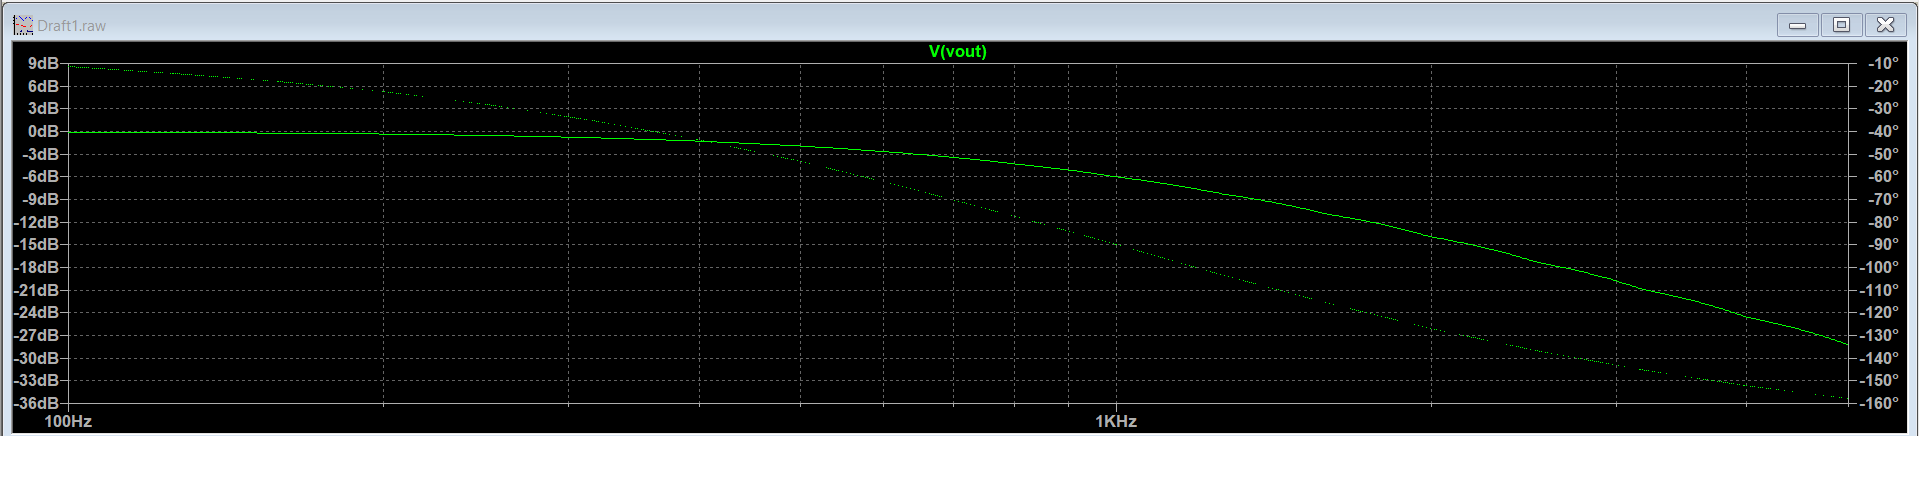 Draft1.raw
V(vout)
9dB -10°
6dB -20°
3dB -30°
0dB -40°
-3dB -50°
-6dB -60°
-9dB -70°
-12dB -80°
-15dB -90°
-18dB -100°
-21dB -110°
-24dB -120°
-27dB -130°
-30dB -140°
-33dB -150°
-36dB -160°
100Hz 1KHz